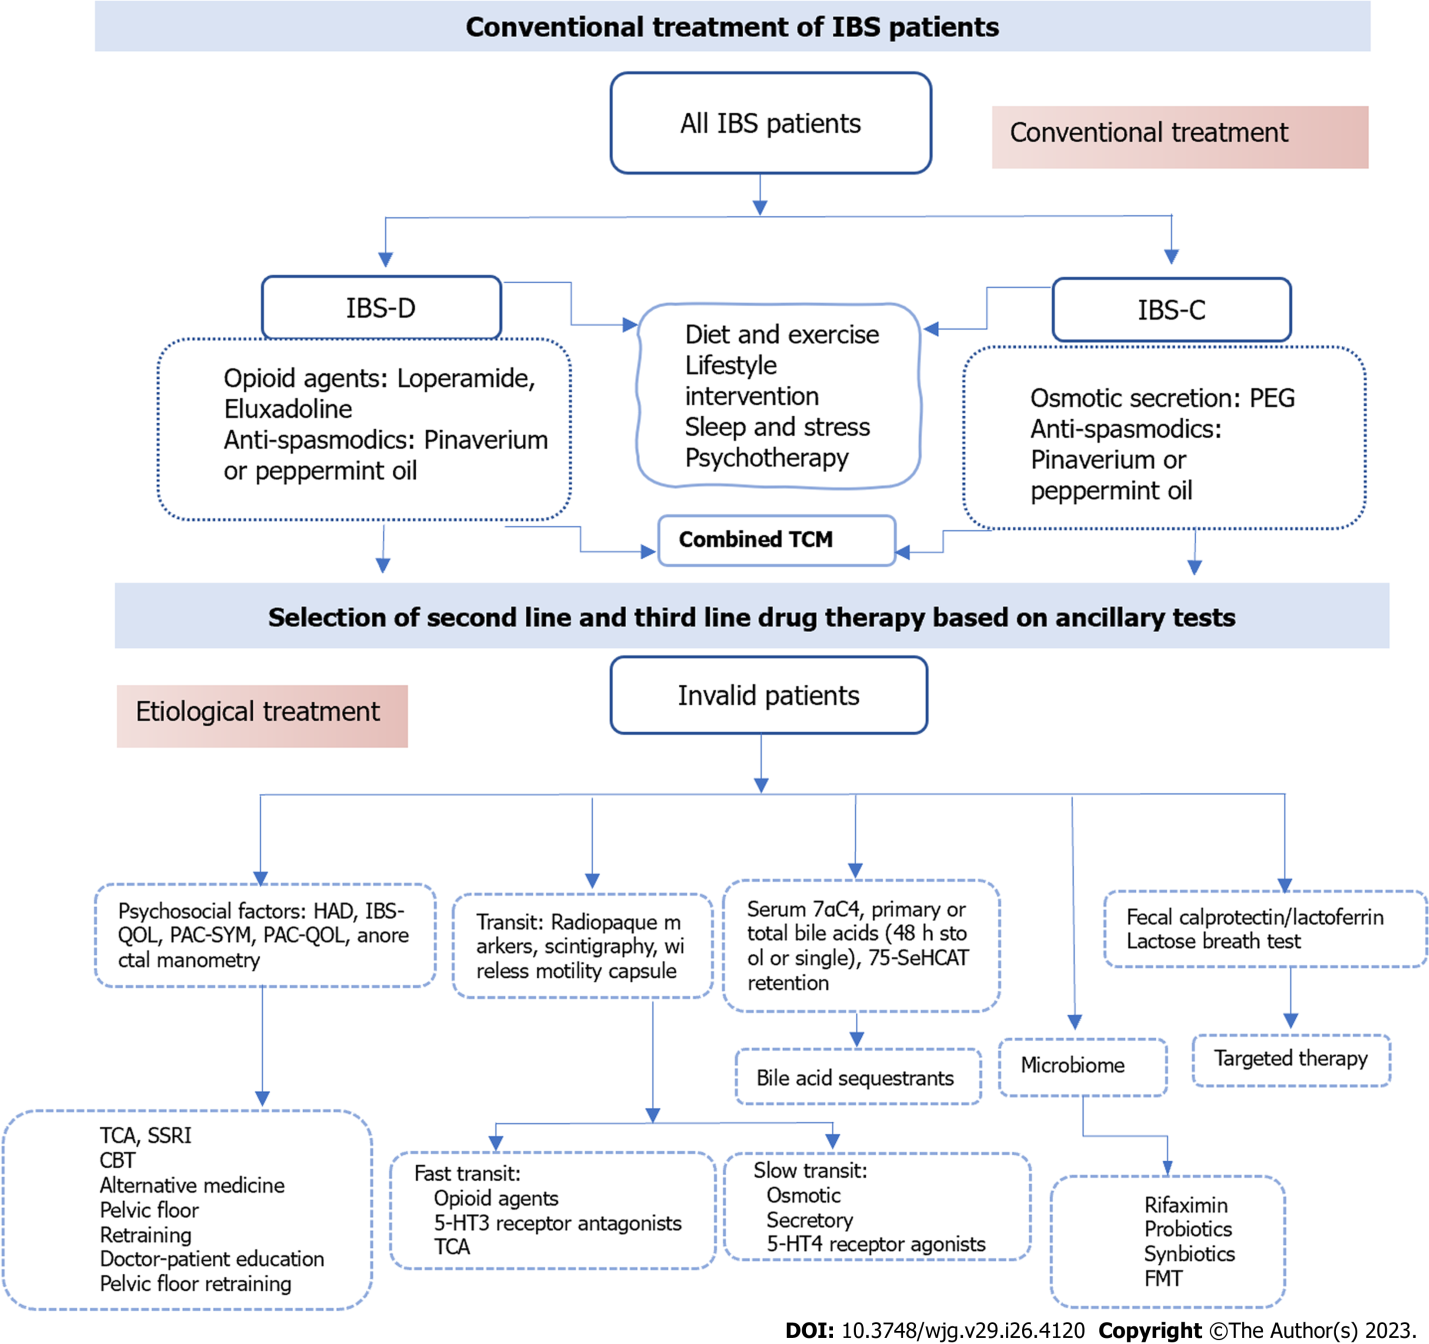 Conventional treatment of IBS patients
All IBS patients
Conventional treatment
IBS-D
IBS-C
Opioid agents: Loperamide,
Eluxadoline
Anti-spasmodics: Pinaverium
or peppermint oil
Diet and exercise
Lifestyle
intervention
Sleep and stress
Psychotherapy
Osmotic secretion: PEG
Anti-spasmodics:
Pinaverium or
peppermint oil
Combined TCM
Selection of second line and third line drug therapy based on ancillary tests
Invalid patients
Etiological treatment
Psychosocial factors: HAD, IBS-
QOL, PAC-SYM, PAC-QOL, anore
ctal manometry
Transit: Radiopaque m
arkers, scintigraphy, wi
reless motility capsule
Serum 7αC4, primary or
total bile acids (48 h sto
ol or single), 75-SeHCAT
retention
Fecal calprotectin/lactoferrin
Lactose breath test
Bile acid sequestrants
Microbiome
Targeted therapy
TCA, SSRI
CBT
Alternative medicine
Pelvic floor
Retraining
Doctor-patient education
Pelvic floor retraining
Fast transit:
Opioid agents
5-HT3 receptor antagonists
TCA
Slow transit:
Osmotic
Secretory
5-HT4 receptor agonists
Rifaximin
Probiotics
Synbiotics
FMT
DOI: 10.3748/wjg.v29.i26.4120 Copyright ©The Author(s) 2023.